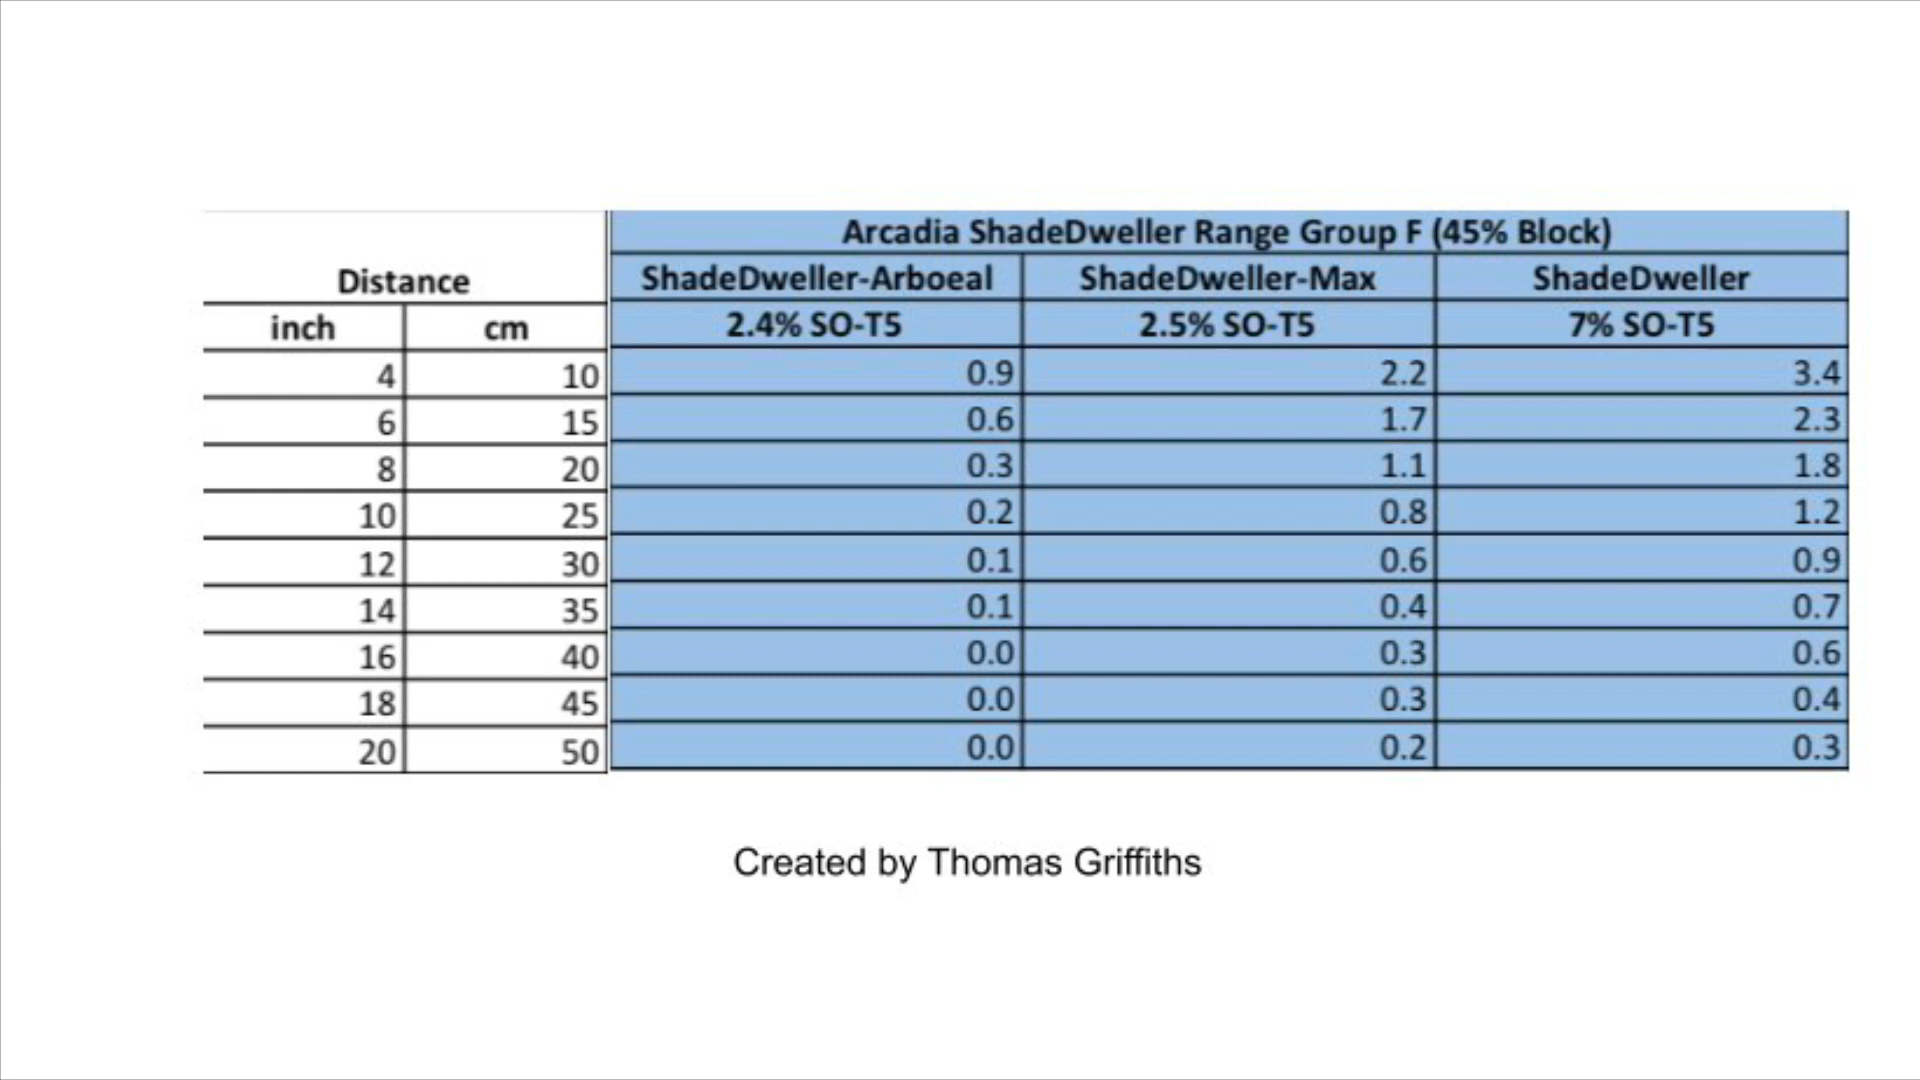 Arcadia ShadeDweller Range Group F (45% Block)
Distance ShadeDweller-Arboeal ShadeDweller-Max ShadeDweller
inch cm 2.4% SO-T5 2.5% SO-T5 7% SO-T5
4 10 0.9 2.2 3.4
6 15 0.6 1.7 2.3
8 20 0.3 1.1 1.8
10 25 0.2 0.8 1.2
12 30 0.1 0.6 0.9
14 35 0.1 0.4 0.7
16 40 0.0 0.3 0.6
18 45 0.0 0.3 0.4
20 50 0.0 0.2 0.3
Created by Thomas Griffiths